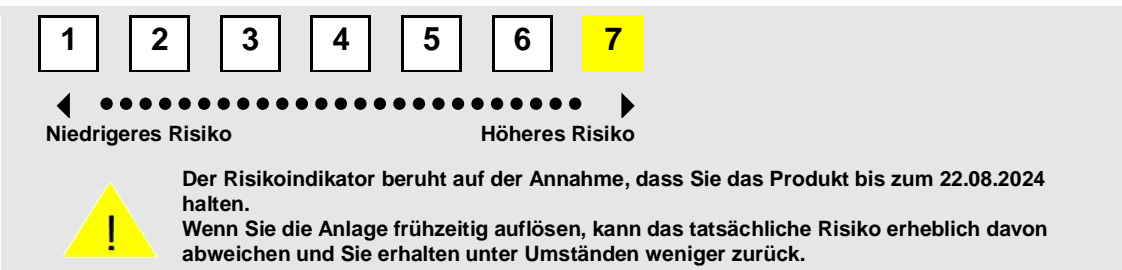 1 2 3 4 5 6 7
Niedrigeres Risiko Höheres Risiko
Der Risikoindikator beruht auf der Annahme, dass Sie das Produkt bis zum 22.08.2024
halten.
Wenn Sie die Anlage frühzeitig auflösen, kann das tatsächliche Risiko erheblich davon
abweichen und Sie erhalten unter Umständen weniger zurück.
!